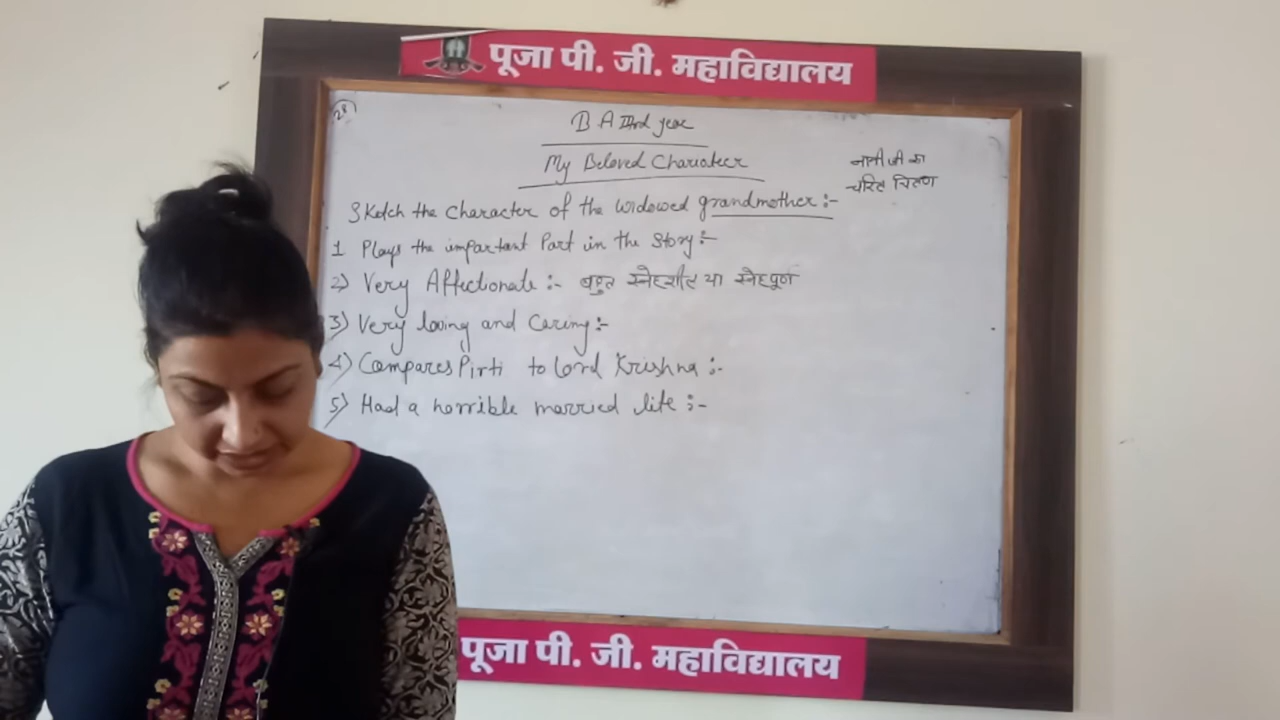 पूजा पी. जी. महाविद्यालय
28
B A IIIrd year
My Beloved Charioteer
नानी जी का
चरित्र चित्रण
Sketch the character of the widowed grandmother :-
1 Plays the important Part in the Story :-
2) Very Affectionate :- बहुत स्नेहशील या स्नेहपूर्ण
3) Very loving and Caring :-
4) Compares Pirti to Lord Krishna :-
5) Had a horrible married life :-
पूजा पी. जी. महाविद्यालय